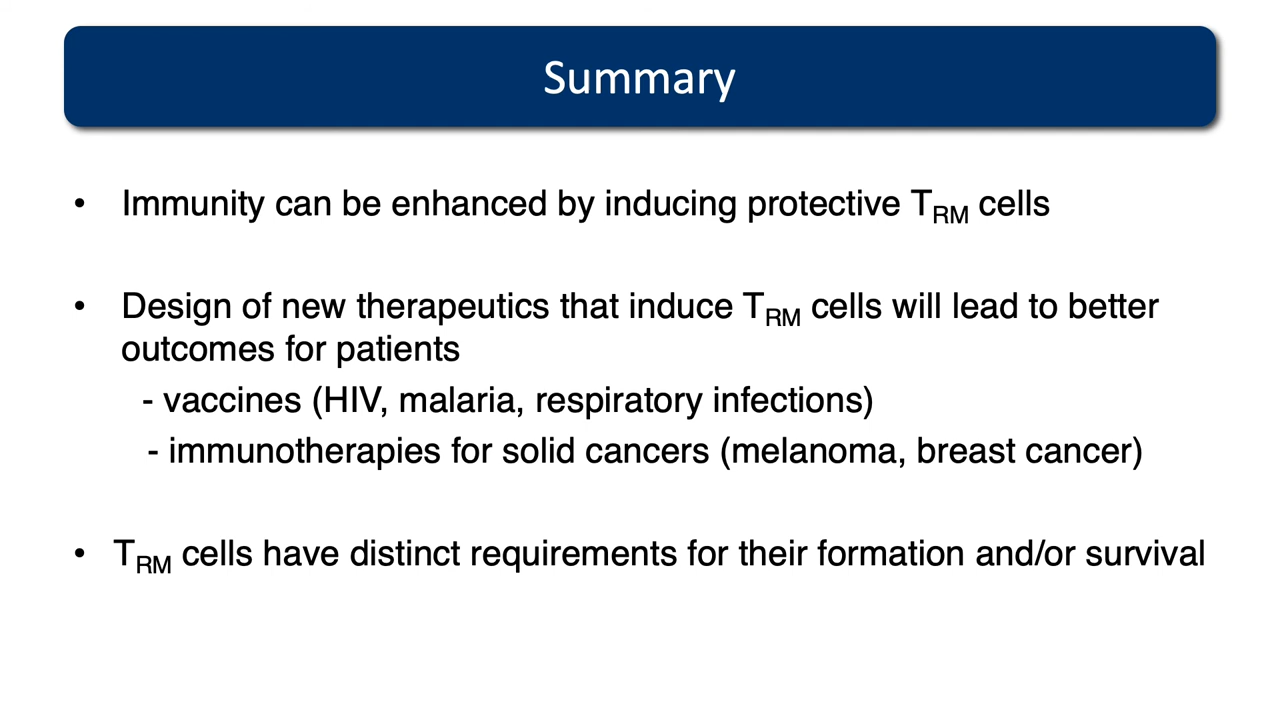 Summary
• Immunity can be enhanced by inducing protective TRM cells
• Design of new therapeutics that induce TRM cells will lead to better
outcomes for patients
- vaccines (HIV, malaria, respiratory infections)
- immunotherapies for solid cancers (melanoma, breast cancer)
• TRM cells have distinct requirements for their formation and/or survival